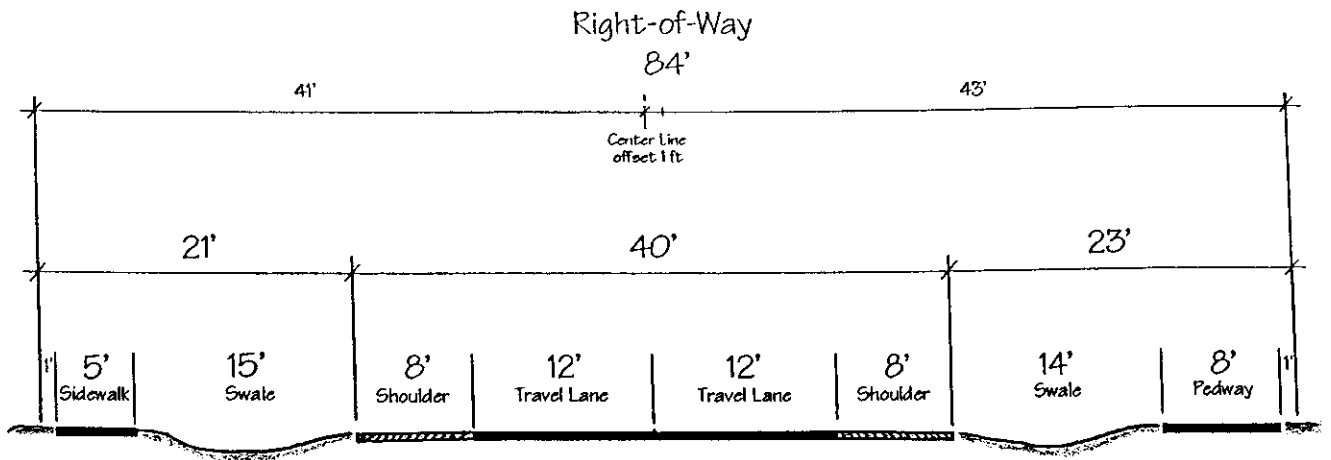 Right-of-Way
84'
41'
43'
Center Line
offset 1 ft
21'
40'
23'
1'
5'
Sidewalk
15'
Swale
8'
Shoulder
12'
Travel Lane
12'
Travel Lane
8'
Shoulder
14'
Swale
8'
Pedway
1'